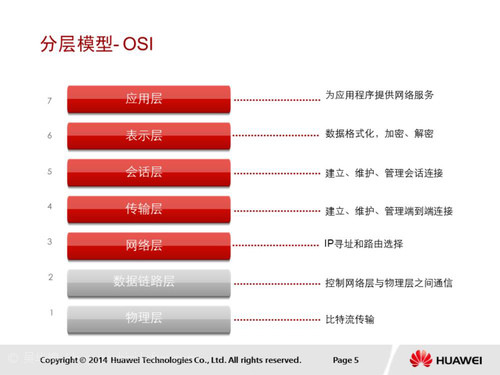 分层模型- OSI
7 应用层 为应用程序提供网络服务
6 表示层 数据格式化，加密、解密
5 会话层 建立、维护、管理会话连接
4 传输层 建立、维护、管理端到端连接
3 网络层 IP寻址和路由选择
2 数据链路层 控制网络层与物理层之间通信
1 物理层 比特流传输
Copyright © 2014 Huawei Technologies Co., Ltd. All rights reserved. Page 5 HUAWEI